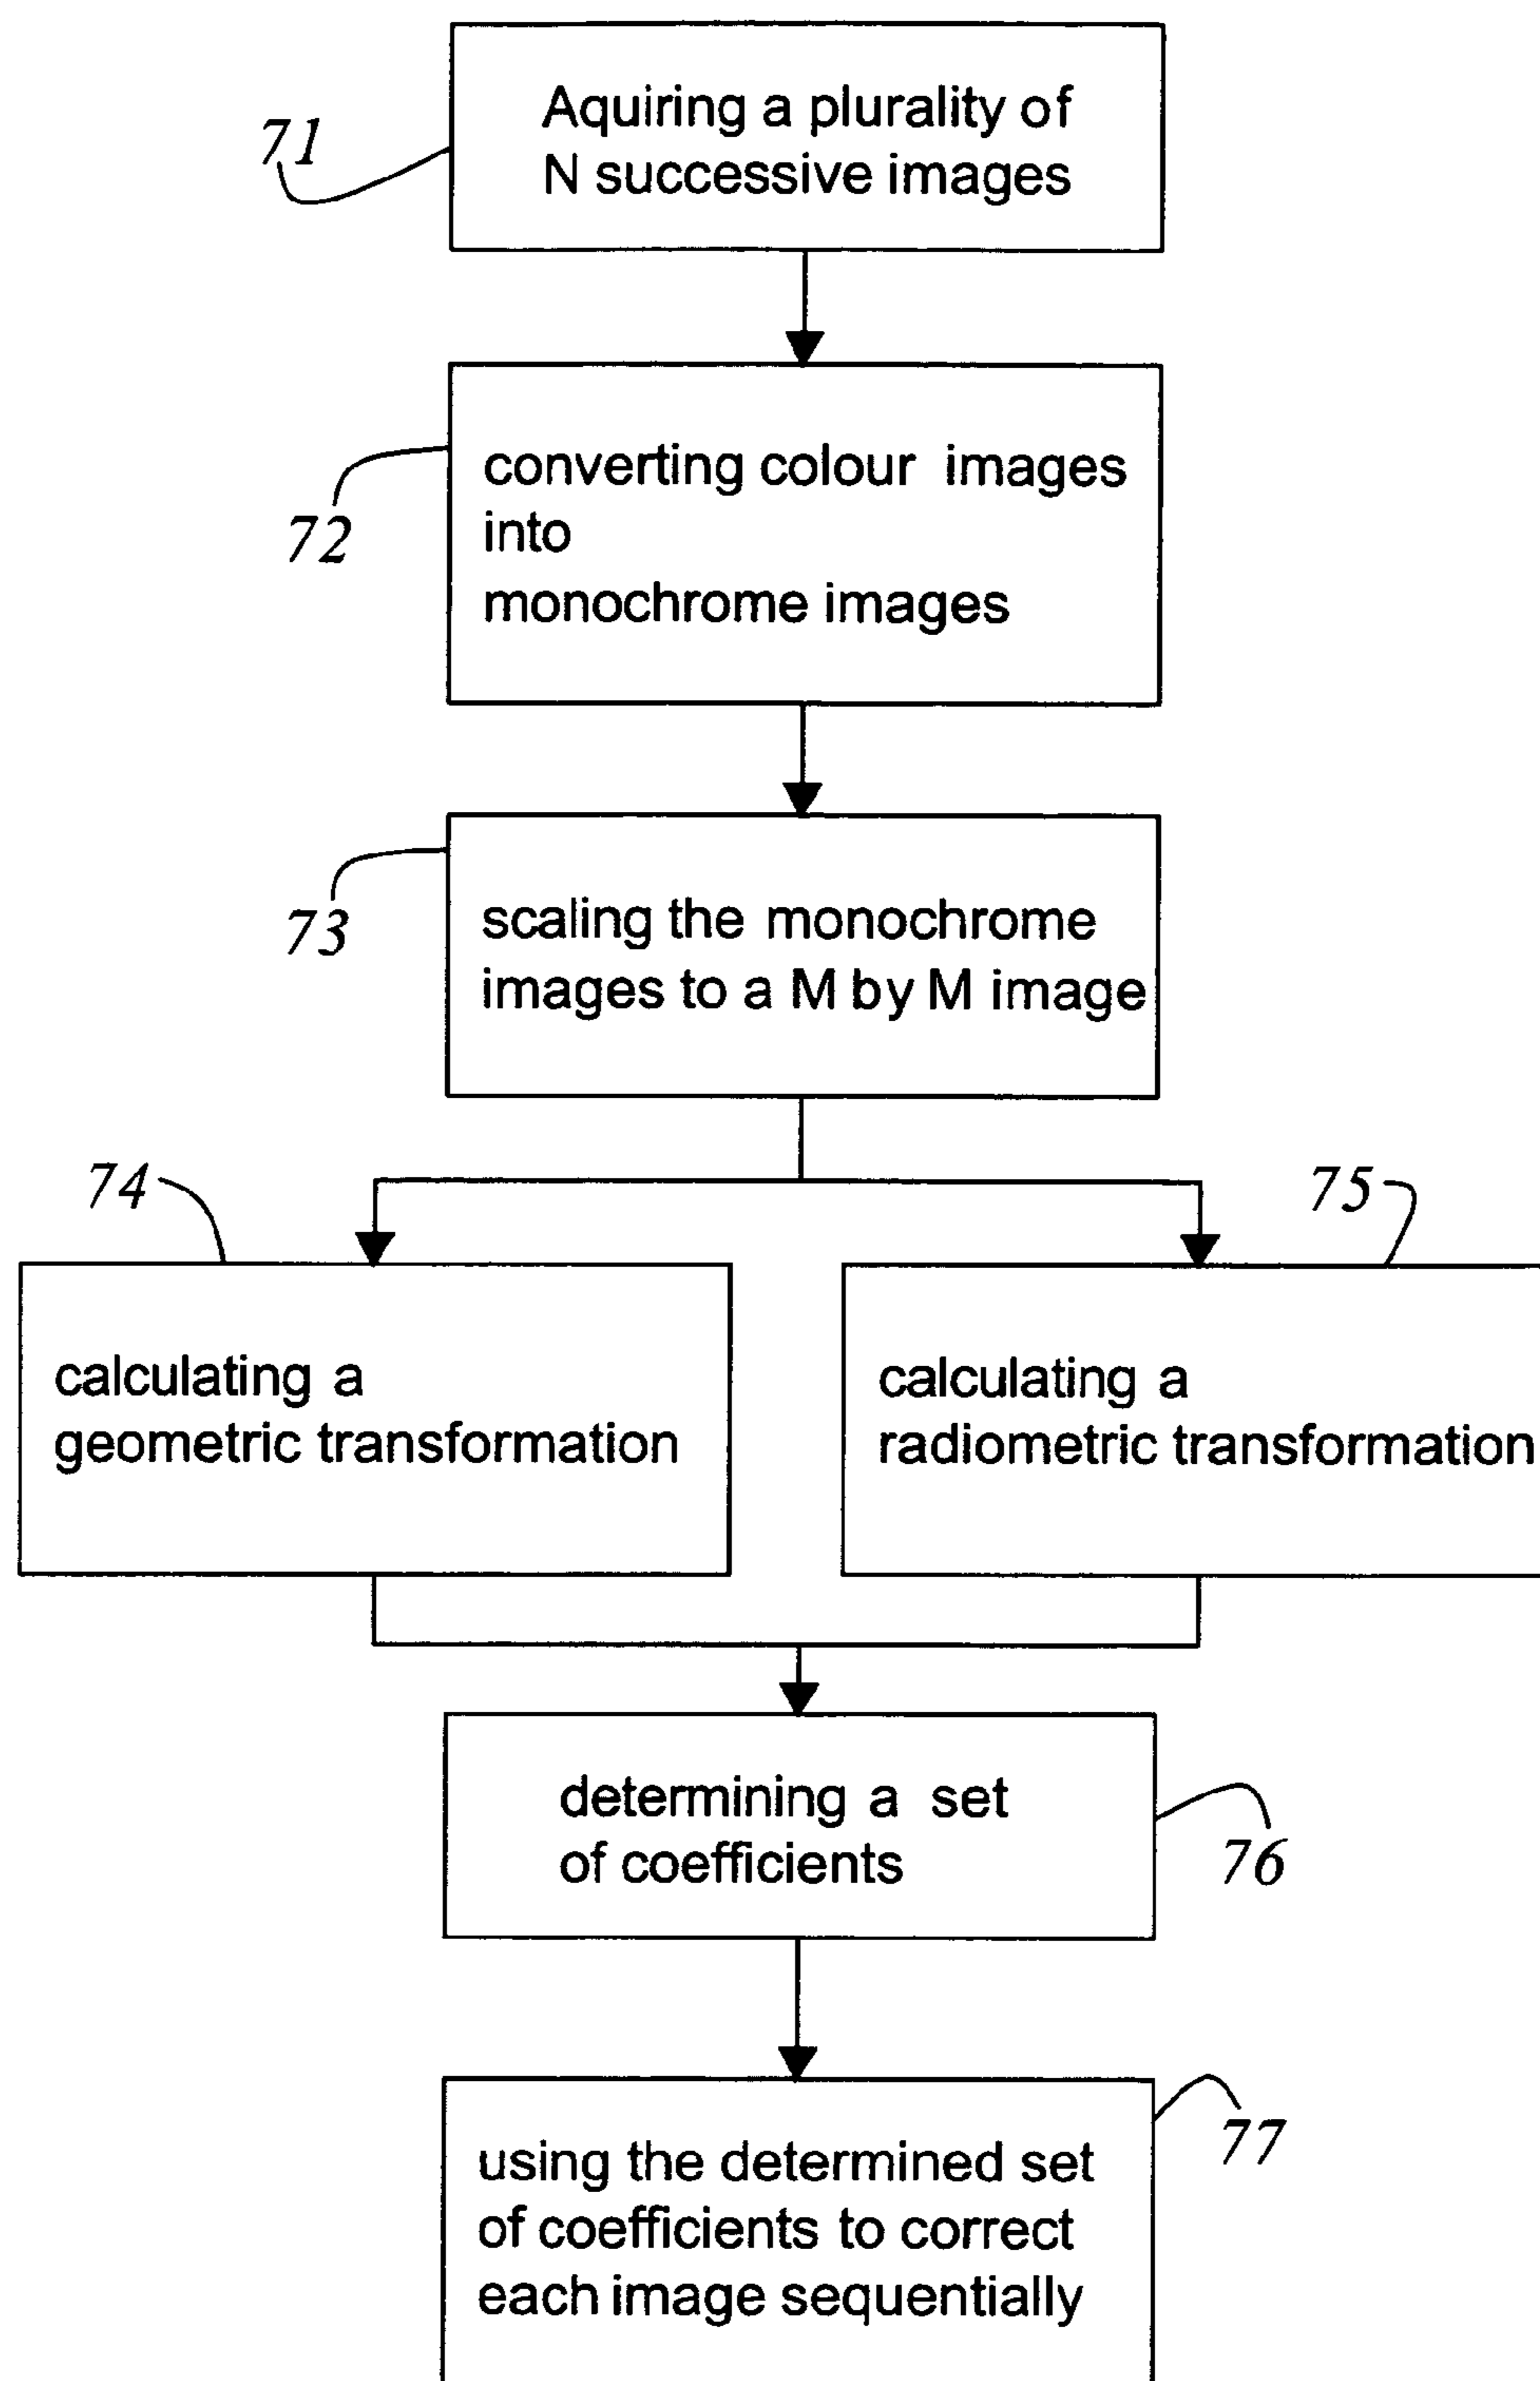 71
Aquiring a plurality of
N successive images
72
converting colour images
into
monochrome images
73
scaling the monochrome
images to a M by M image
74
calculating a
geometric transformation
75
calculating a
radiometric transformation
determining a set
of coefficients
76
using the determined set
of coefficients to correct
each image sequentially
77